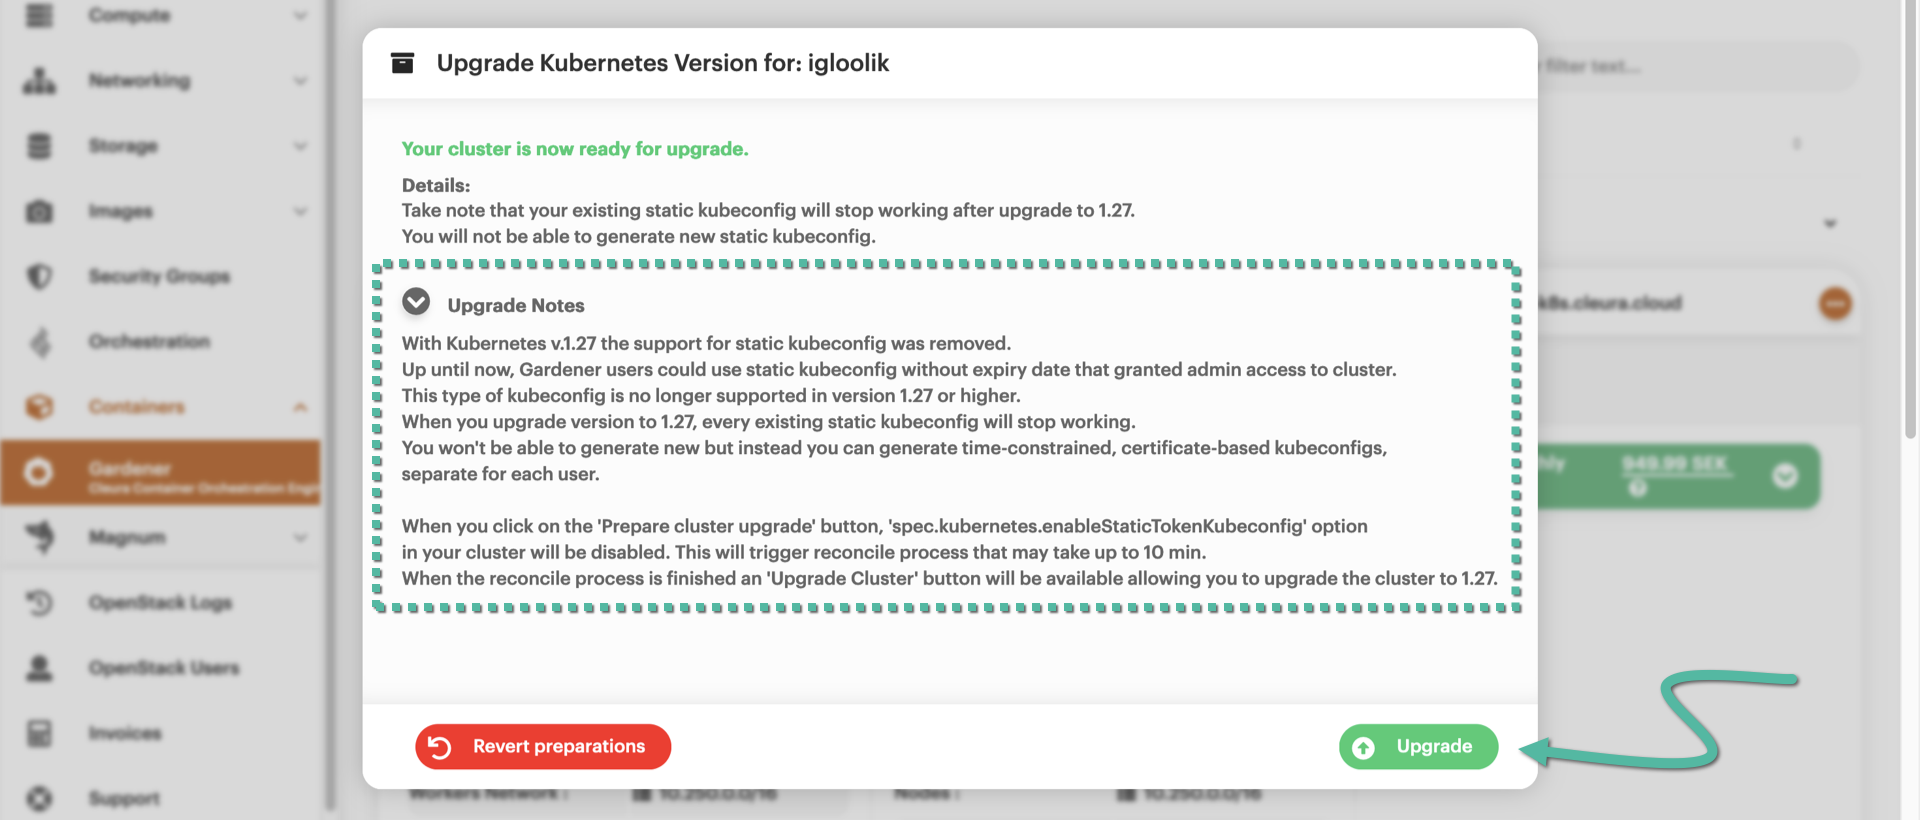 Compute
Networking
Storage
Images
Security Groups
Orchestration
Containers
Gardener
Cleura Container Orchestration Engin
Magnum
OpenStack Logs
OpenStack Users
Invoices
Support
filter text...
Upgrade Kubernetes Version for: igloolik
Your cluster is now ready for upgrade.
Details:
Take note that your existing static kubeconfig will stop working after upgrade to 1.27.
You will not be able to generate new static kubeconfig.
Upgrade Notes
With Kubernetes v.1.27 the support for static kubeconfig was removed.
Up until now, Gardener users could use static kubeconfig without expiry date that granted admin access to cluster.
This type of kubeconfig is no longer supported in version 1.27 or higher.
When you upgrade version to 1.27, every existing static kubeconfig will stop working.
You won't be able to generate new but instead you can generate time-constrained, certificate-based kubeconfigs,
separate for each user.
When you click on the 'Prepare cluster upgrade' button, 'spec.kubernetes.enableStaticTokenKubeconfig' option
in your cluster will be disabled. This will trigger reconcile process that may take up to 10 min.
When the reconcile process is finished an 'Upgrade Cluster' button will be available allowing you to upgrade the cluster to 1.27.
k8s.cleura.cloud
hly 949.99 SEK
Revert preparations
Upgrade
Workers Network : 10.250.0.0/16 Nodes : 10.250.0.0/16